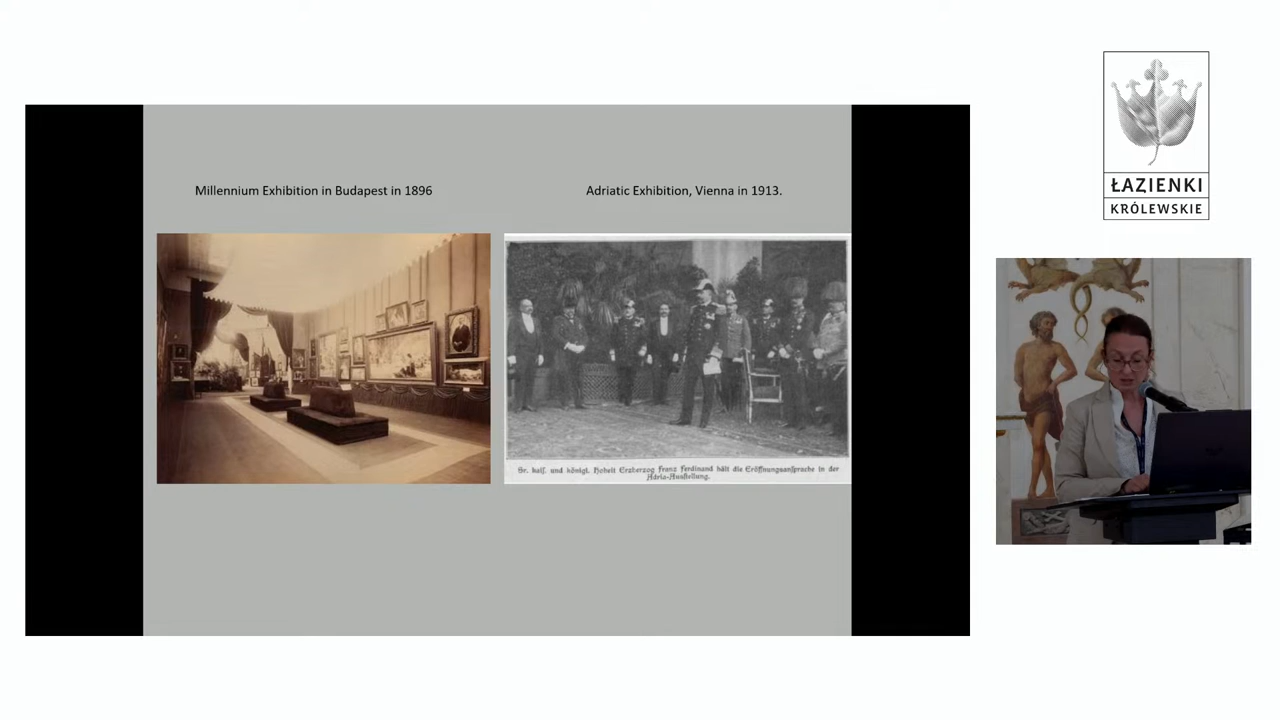 Millennium Exhibition in Budapest in 1896
Adriatic Exhibition, Vienna in 1913.
Sr. kais. und königl. Hoheit Erzherzog Franz Ferdinand hält die Eröffnungsansprache in der
Adria-Ausstellung.
ŁAZIENKI
KRÓLEWSKIE